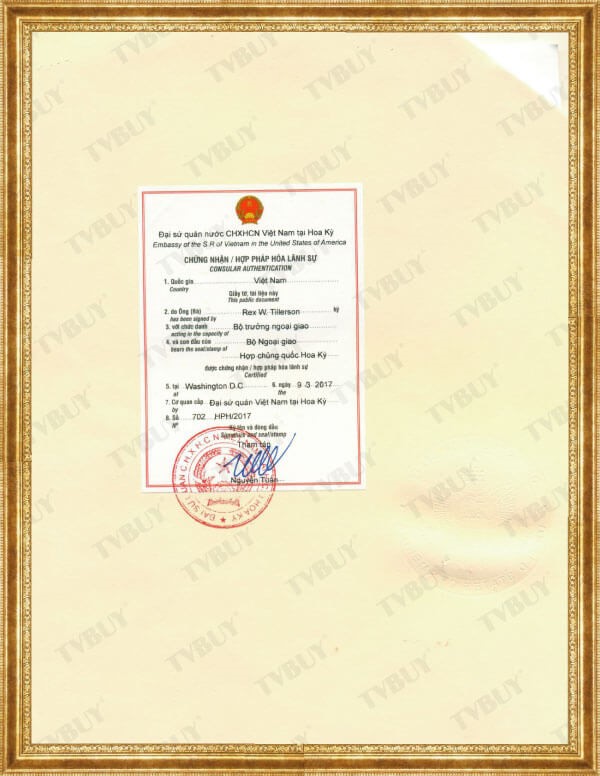 Đại sứ quán nước CHXHCN Việt Nam tại Hoa Kỳ
Embassy of the S.R of Vietnam in the United States of America
CHỨNG NHẬN / HỢP PHÁP HÓA LÃNH SỰ
CONSULAR AUTHENTICATION
1. Quốc gia Việt Nam
Country
Giấy tờ, tài liệu này
This public document
2. do Ông (Bà) Rex W. Tillerson ký
has been signed by
3. với chức danh Bộ trưởng ngoại giao
acting in the capacity of
4. và con dấu của Bộ Ngoại giao
bears the seal/stamp of
Hợp chủng quốc Hoa Kỳ
được chứng nhận / hợp pháp hóa lãnh sự
Certified
5. tại Washington D.C 6. ngày 9 3 2017
at the
7. Cơ quan cấp Đại sứ quán Việt Nam tại Hoa Kỳ
by
8. Số 702 HPH/2017
Nº
Ký tên và đóng dấu
Signature and seal/stamp
Tham tán
Nguyễn Tuấn
ĐẠI SỨ QUÁN CHXHCN HOA KỲ
TVBUY